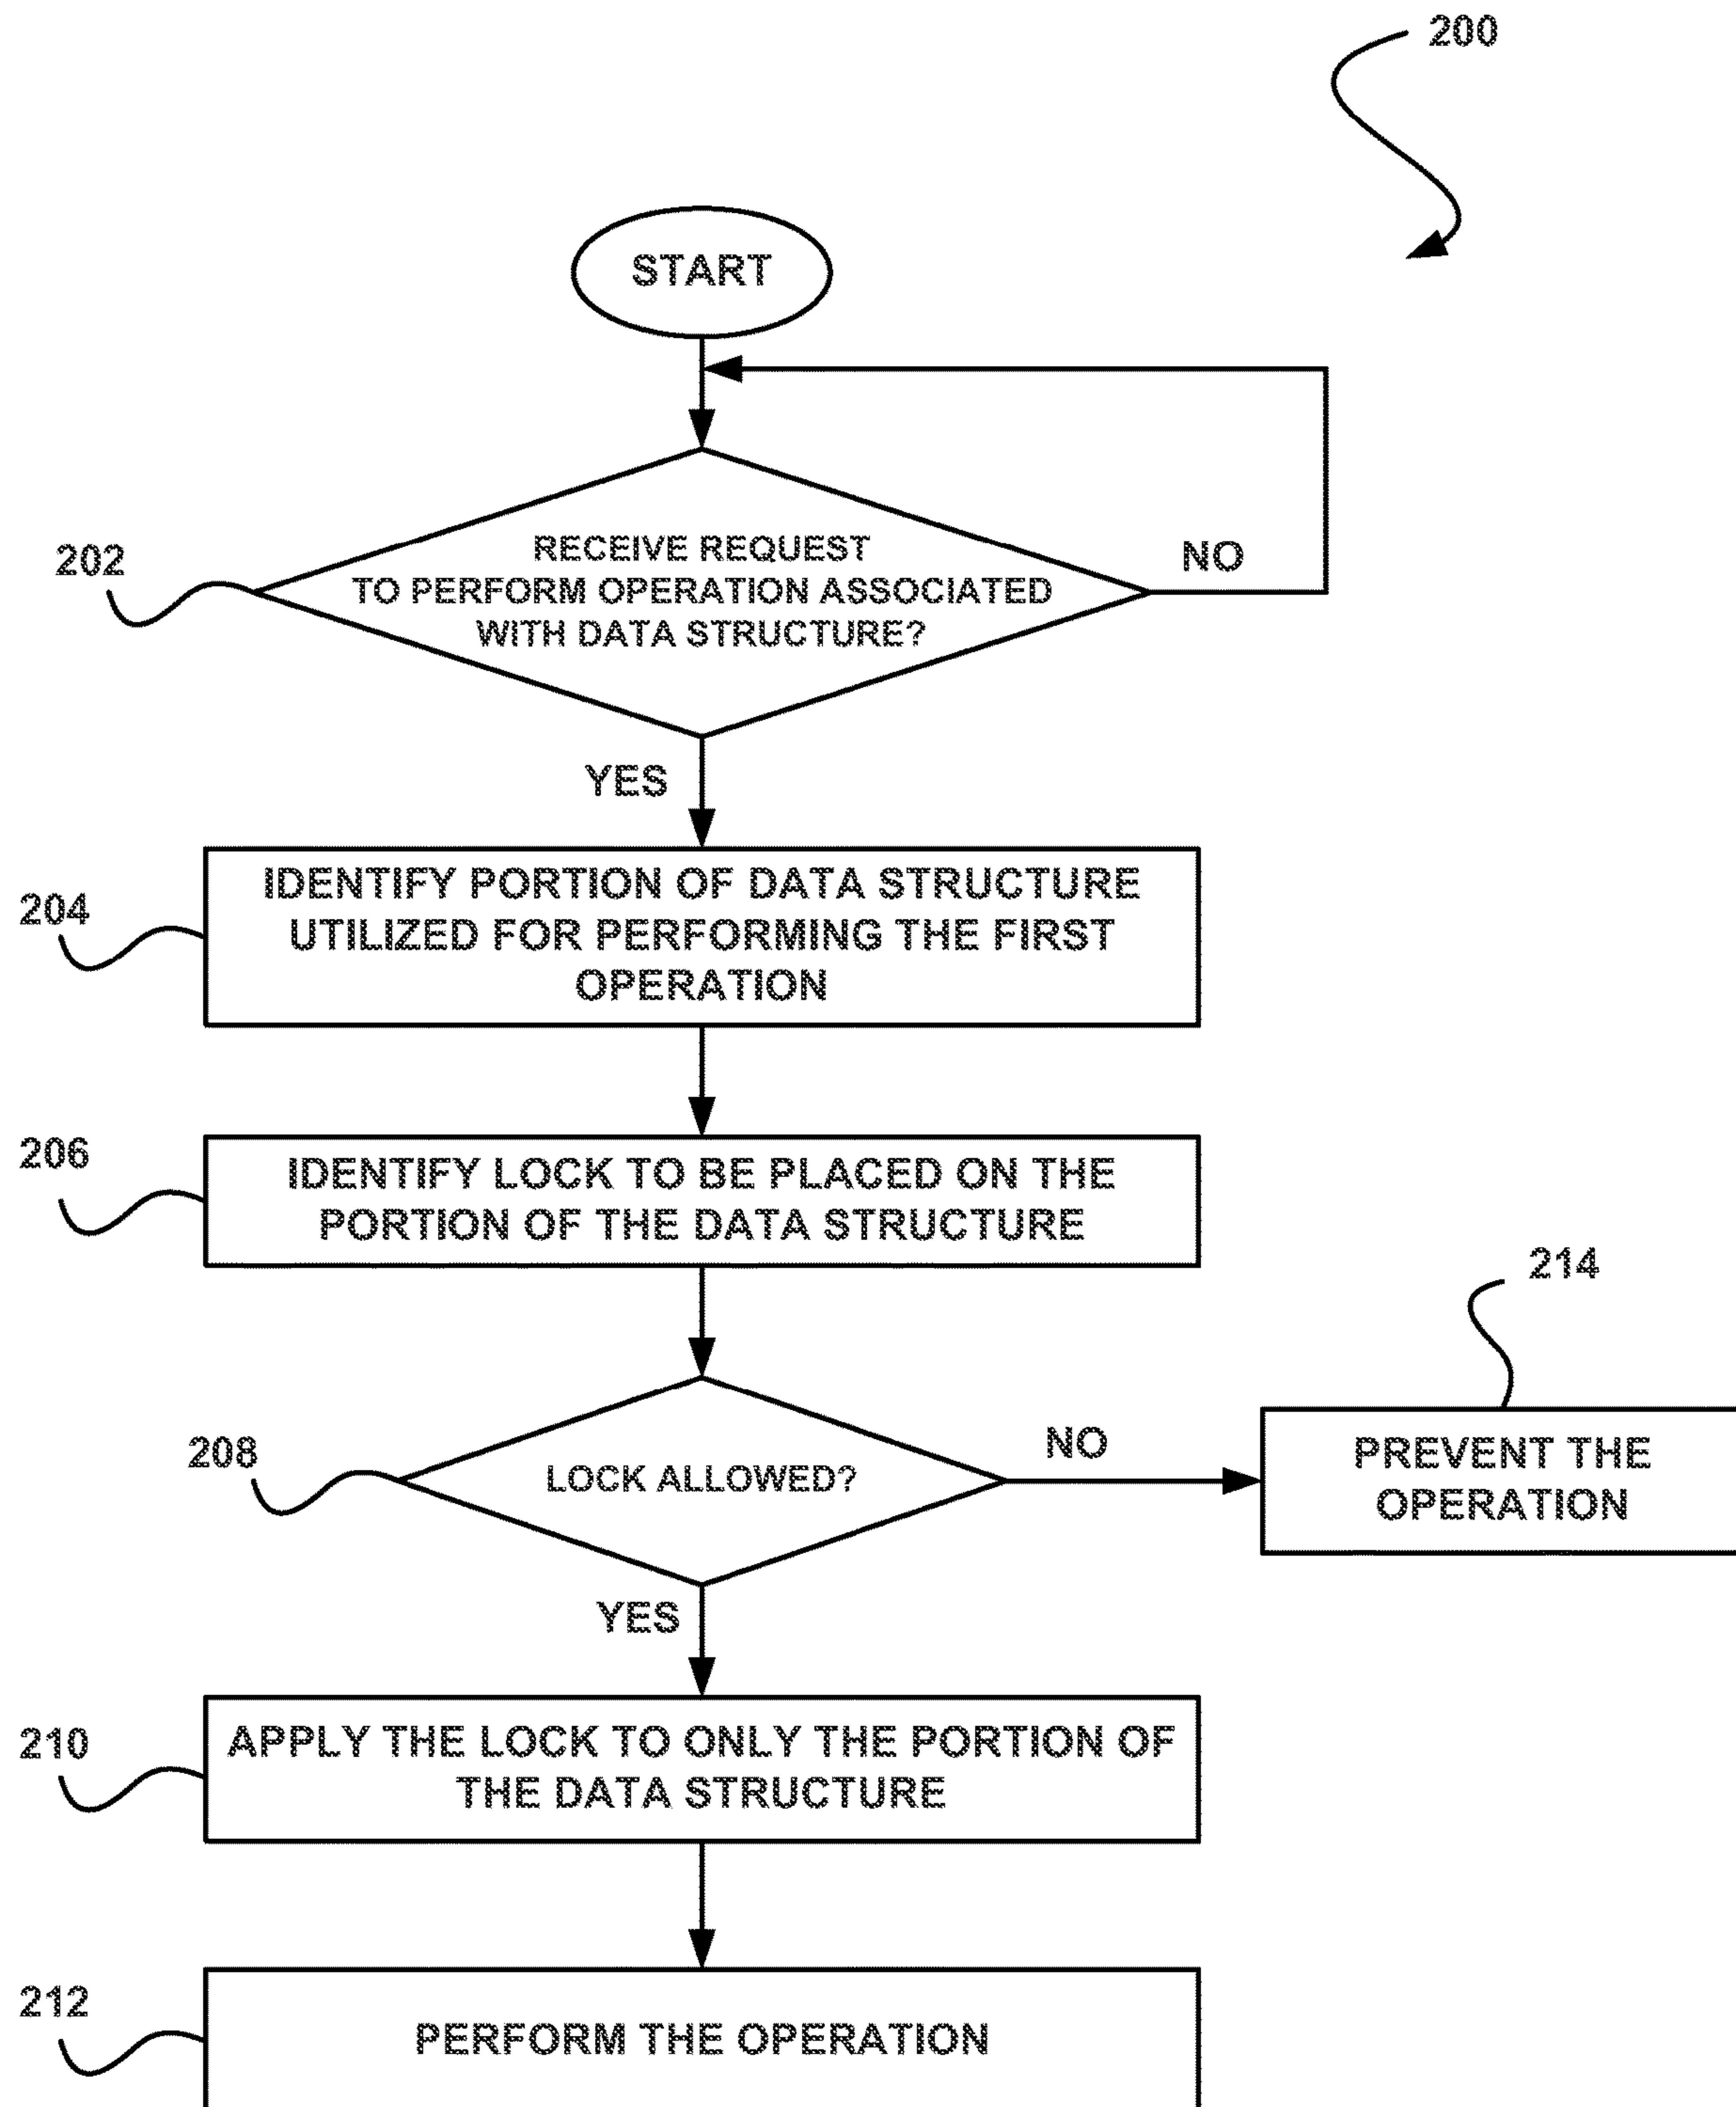 200
START
202
RECEIVE REQUEST
TO PERFORM OPERATION ASSOCIATED
WITH DATA STRUCTURE?
NO
YES
204
IDENTIFY PORTION OF DATA STRUCTURE
UTILIZED FOR PERFORMING THE FIRST
OPERATION
206
IDENTIFY LOCK TO BE PLACED ON THE
PORTION OF THE DATA STRUCTURE
208
LOCK ALLOWED?
NO
214
PREVENT THE
OPERATION
YES
210
APPLY THE LOCK TO ONLY THE PORTION OF
THE DATA STRUCTURE
212
PERFORM THE OPERATION